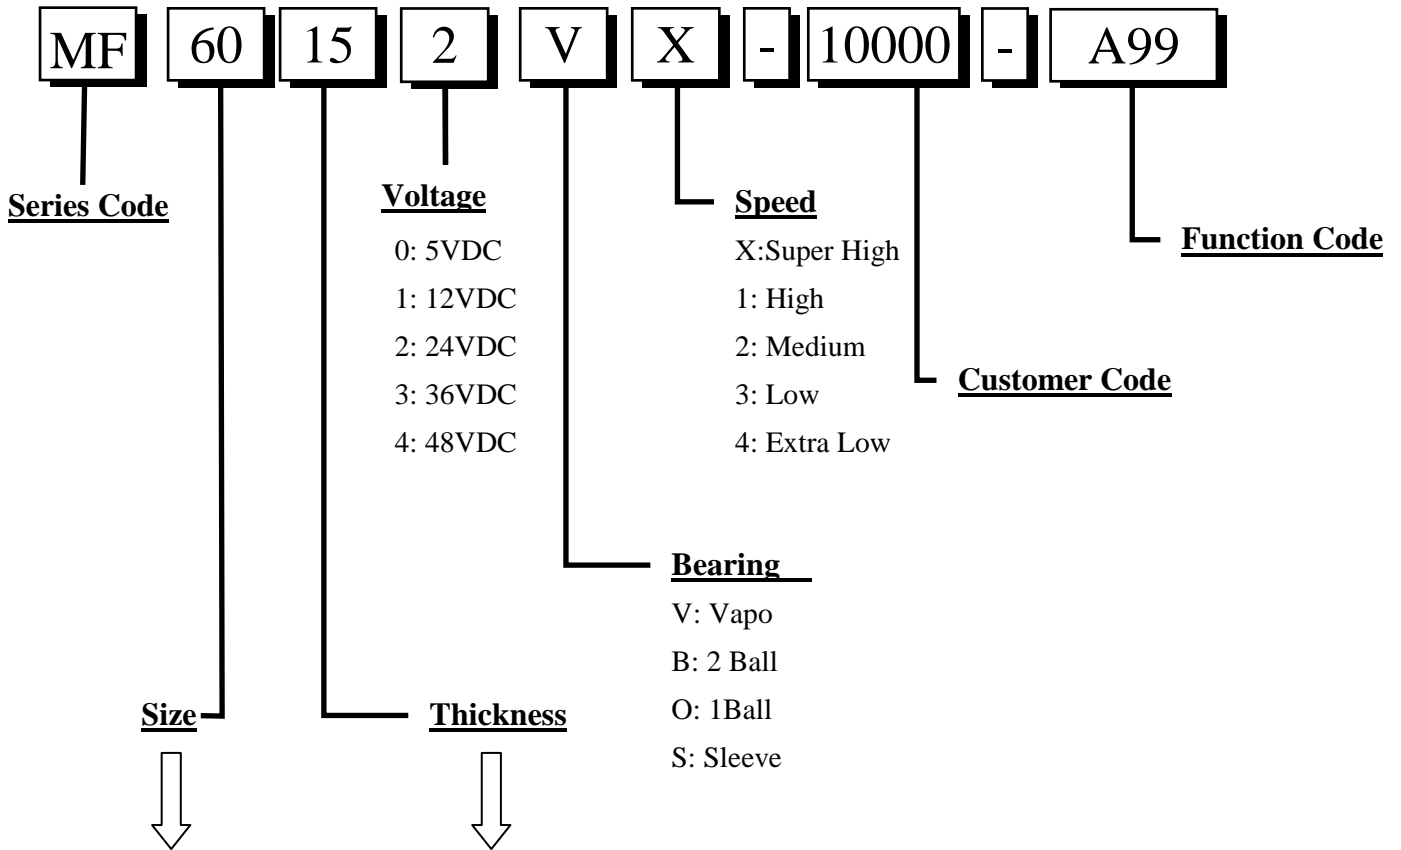 MF 60 15 2 V X - 10000 - A99
Series Code
Voltage
0: 5VDC
1: 12VDC
2: 24VDC
3: 36VDC
4: 48VDC
Speed
X:Super High
1: High
2: Medium
3: Low
4: Extra Low
Function Code
Customer Code
Bearing
V: Vapo
B: 2 Ball
O: 1Ball
S: Sleeve
Size
Thickness